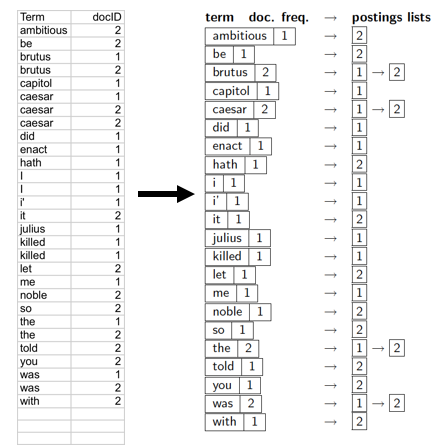 Term docID
ambitious 2
be 2
brutus 1
brutus 2
capitol 1
caesar 1
caesar 2
caesar 2
did 1
enact 1
hath 1
I 1
I 1
i' 1
it 2
julius 1
killed 1
killed 1
let 2
me 1
noble 2
so 2
the 1
the 2
told 2
you 2
was 1
was 2
with 2
term doc. freq. → postings lists
ambitious 1 → 2
be 1 → 2
brutus 2 → 1 → 2
capitol 1 → 1
caesar 2 → 1 → 2
did 1 → 1
enact 1 → 1
hath 1 → 2
i 1 → 1
i' 1 → 1
it 1 → 2
julius 1 → 1
killed 1 → 1
let 1 → 2
me 1 → 1
noble 1 → 2
so 1 → 2
the 2 → 1 → 2
told 1 → 2
you 1 → 2
was 2 → 1 → 2
with 1 → 2